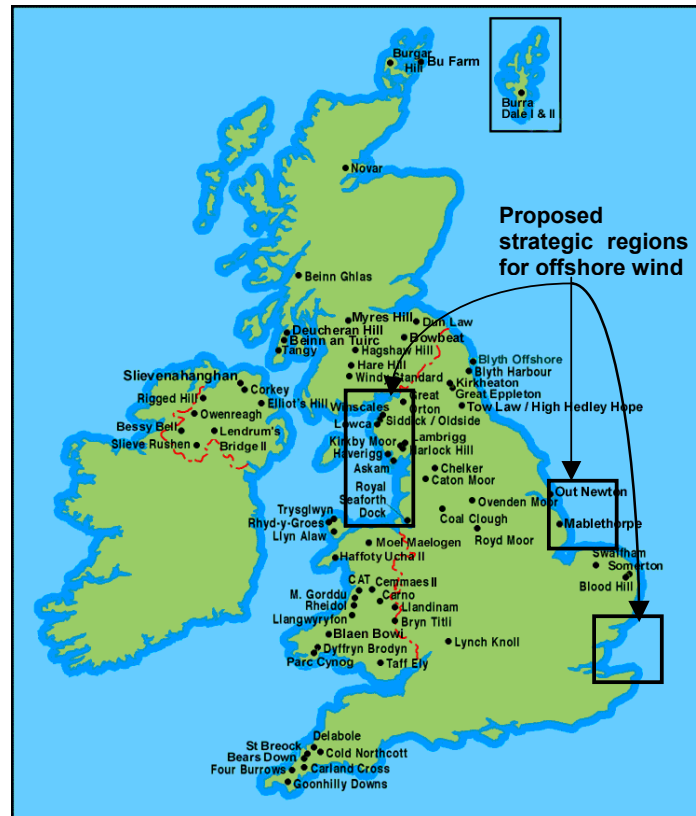 Burgar
Hill
Bu Farm
Burra
Dale I & II
Novar
Proposed
strategic regions
for offshore wind
Beinn Ghlas
Myres Hill
Dun Law
Deucheran Hill
Beinn an Tuirc
Tangy
Bowbeat
Hagshaw Hill
Blyth Offshore
Blyth Harbour
Hare Hill
Windy Standard
Slievenahanghan
Corkey
Rigged Hill
Elliot's Hill
Kirkheaton
Great Eppleton
Great
Orton
Tow Law / High Hedley Hope
Winscales
Siddick / Oldside
Lowca
Owenreagh
Bessy Bell
Lendrum's
Bridge II
Slieve Rushen
Kirkby Moor
Lambrigg
Harlock Hill
Haverigg
Askam
Chelker
Caton Moor
Royal
Seaforth
Dock
Out Newton
Ovenden Moor
Mablethorpe
Trysglwyn
Rhyd-y-Groes
Llyn Alaw
Coal Clough
Royd Moor
Moel Maelogen
Haffoty Ucha II
Swaffham
Somerton
Blood Hill
CAT
Cemmaes II
M. Gorddu
Carno
Rheidol
Llandinam
Llangwyryfon
Bryn Titli
Blaen Bowi
Dyffryn Brodyn
Parc Cynog
Taff Ely
Lynch Knoll
Delabole
St Breock
Cold Northcott
Bears Down
Four Burrows
Carland Cross
Goonhilly Downs